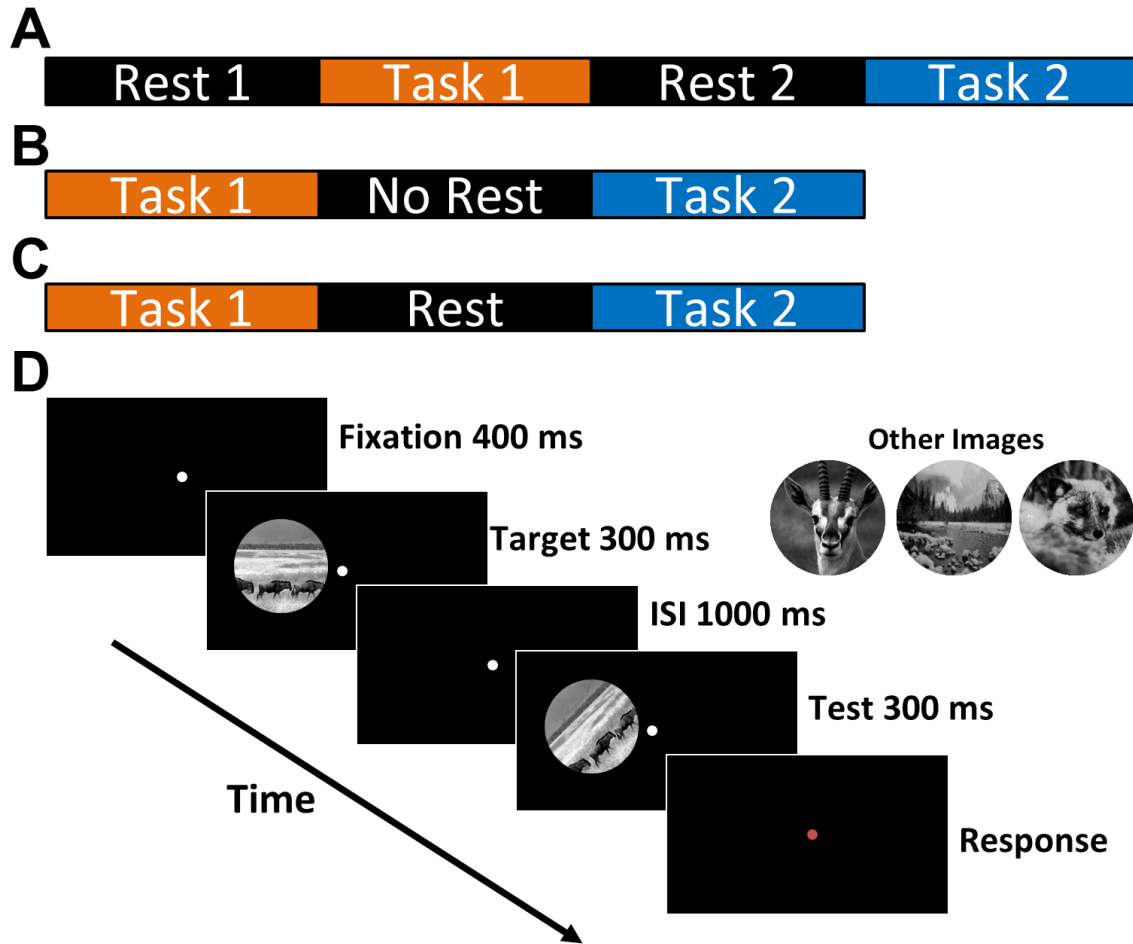 A
Rest 1 Task 1 Rest 2 Task 2
B
Task 1 No Rest Task 2
C
Task 1 Rest Task 2
D
Fixation 400 ms
Other Images
Target 300 ms
ISI 1000 ms
Test 300 ms
Time
Response